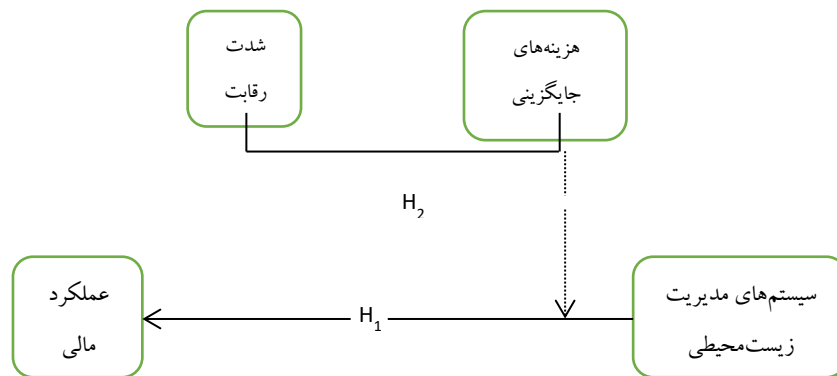 هزینه‌های
جایگزینی
شدت
رقابت
H₂
سیستم‌های مدیریت
زیست‌محیطی
H₁
عملکرد
مالی